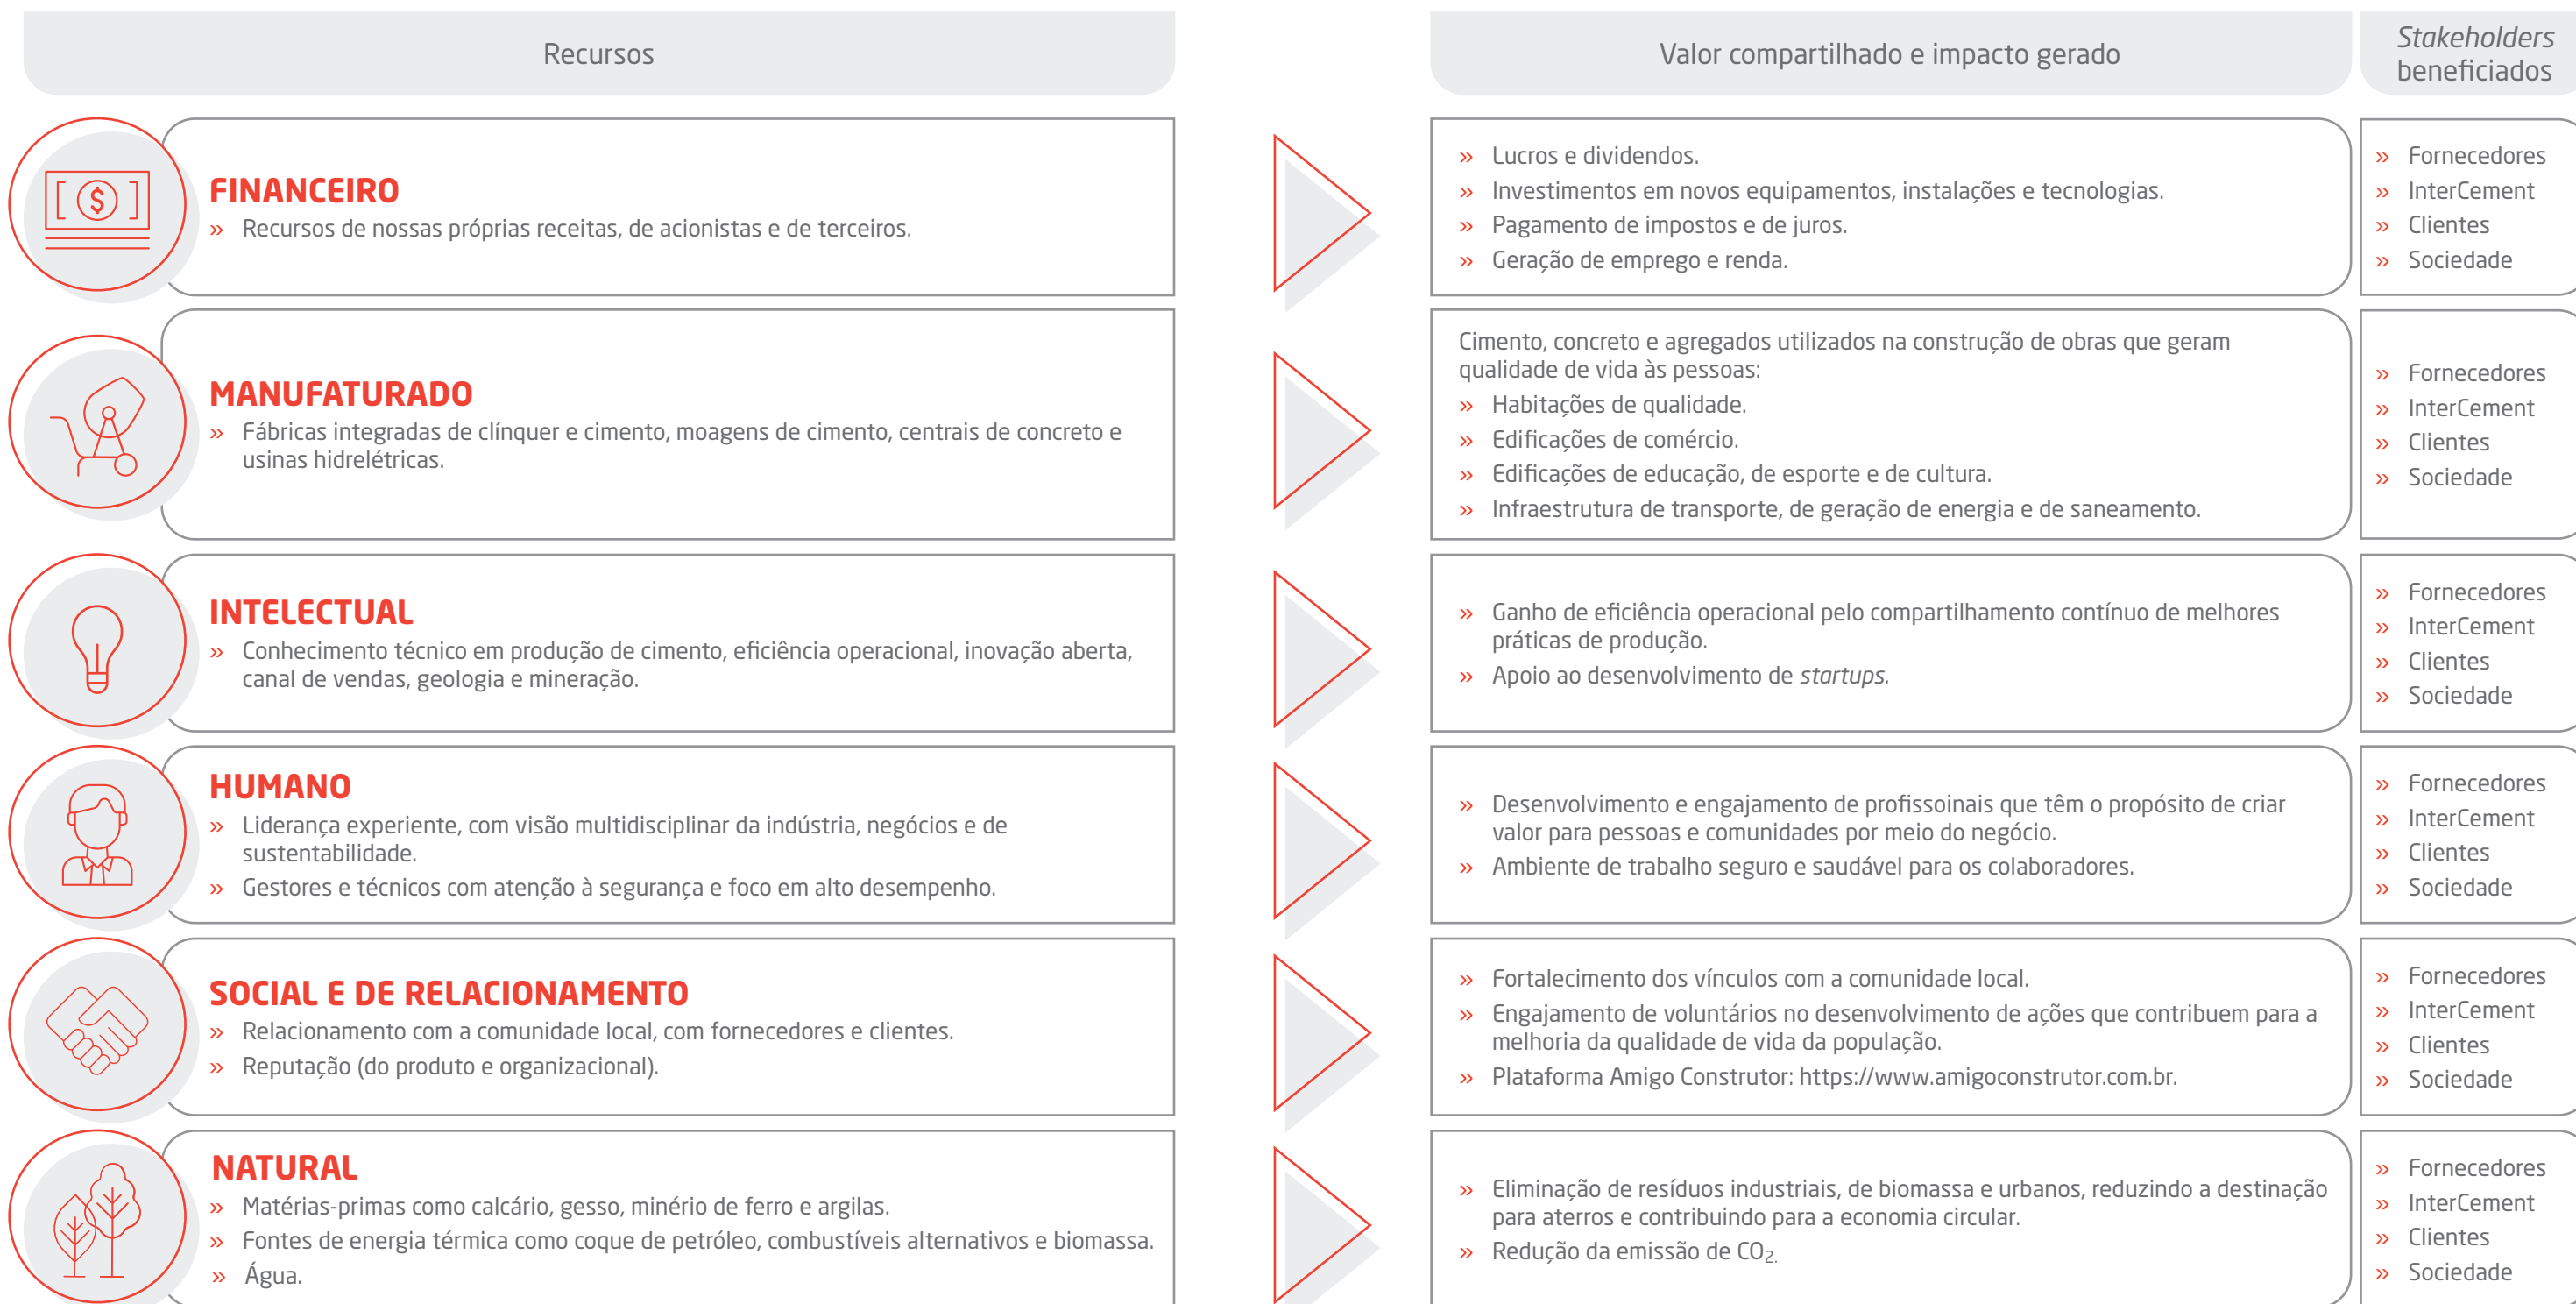 Recursos
Valor compartilhado e impacto gerado
Stakeholders
beneficiados
FINANCEIRO
» Recursos de nossas próprias receitas, de acionistas e de terceiros.
» Lucros e dividendos.
» Investimentos em novos equipamentos, instalações e tecnologias.
» Pagamento de impostos e de juros.
» Geração de emprego e renda.
» Fornecedores
» InterCement
» Clientes
» Sociedade
MANUFATURADO
» Fábricas integradas de clínquer e cimento, moagens de cimento, centrais de concreto e
usinas hidrelétricas.
Cimento, concreto e agregados utilizados na construção de obras que geram
qualidade de vida às pessoas:
» Habitações de qualidade.
» Edificações de comércio.
» Edificações de educação, de esporte e de cultura.
» Infraestrutura de transporte, de geração de energia e de saneamento.
» Fornecedores
» InterCement
» Clientes
» Sociedade
INTELECTUAL
» Conhecimento técnico em produção de cimento, eficiência operacional, inovação aberta,
canal de vendas, geologia e mineração.
» Ganho de eficiência operacional pelo compartilhamento contínuo de melhores
práticas de produção.
» Apoio ao desenvolvimento de startups.
» Fornecedores
» InterCement
» Clientes
» Sociedade
HUMANO
» Liderança experiente, com visão multidisciplinar da indústria, negócios e de
sustentabilidade.
» Gestores e técnicos com atenção à segurança e foco em alto desempenho.
» Desenvolvimento e engajamento de profissoinais que têm o propósito de criar
valor para pessoas e comunidades por meio do negócio.
» Ambiente de trabalho seguro e saudável para os colaboradores.
» Fornecedores
» InterCement
» Clientes
» Sociedade
SOCIAL E DE RELACIONAMENTO
» Relacionamento com a comunidade local, com fornecedores e clientes.
» Reputação (do produto e organizacional).
» Fortalecimento dos vínculos com a comunidade local.
» Engajamento de voluntários no desenvolvimento de ações que contribuem para a
melhoria da qualidade de vida da população.
» Plataforma Amigo Construtor: https://www.amigoconstrutor.com.br.
» Fornecedores
» InterCement
» Clientes
» Sociedade
NATURAL
» Matérias-primas como calcário, gesso, minério de ferro e argilas.
» Fontes de energia térmica como coque de petróleo, combustíveis alternativos e biomassa.
» Água.
» Eliminação de resíduos industriais, de biomassa e urbanos, reduzindo a destinação
para aterros e contribuindo para a economia circular.
» Redução da emissão de CO₂.
» Fornecedores
» InterCement
» Clientes
» Sociedade